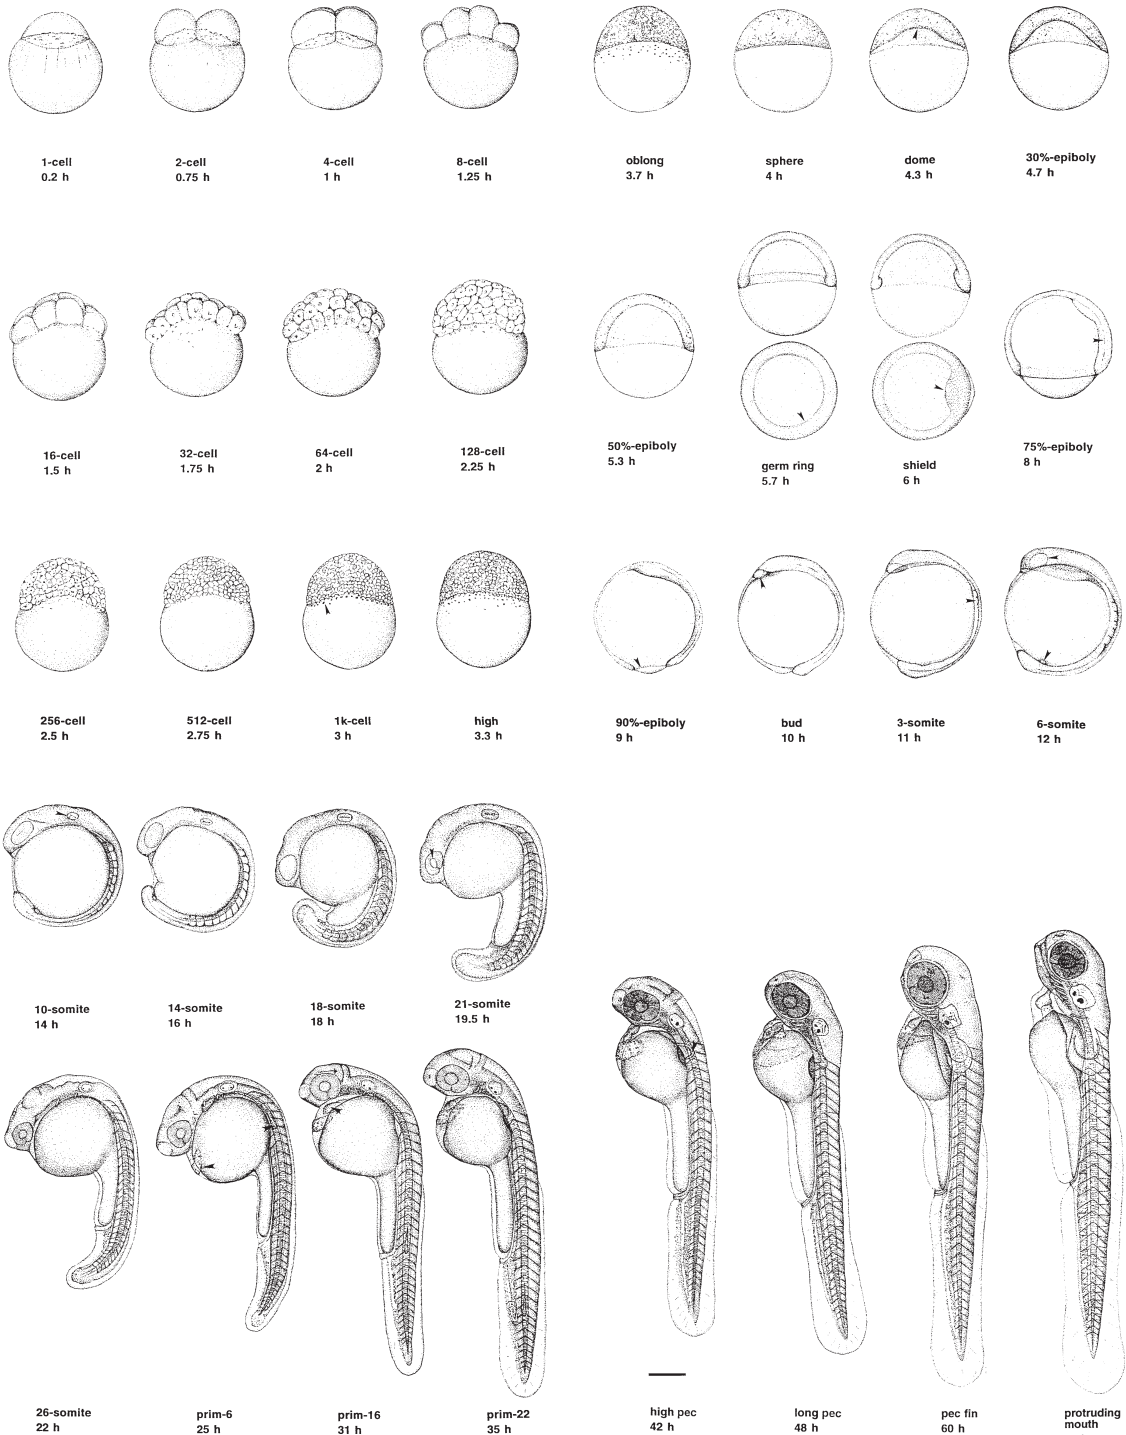 1-cell
0.2 h
2-cell
0.75 h
4-cell
1 h
8-cell
1.25 h
oblong
3.7 h
sphere
4 h
dome
4.3 h
30%-epiboly
4.7 h
16-cell
1.5 h
32-cell
1.75 h
64-cell
2 h
128-cell
2.25 h
50%-epiboly
5.3 h
germ ring
5.7 h
shield
6 h
75%-epiboly
8 h
256-cell
2.5 h
512-cell
2.75 h
1k-cell
3 h
high
3.3 h
90%-epiboly
9 h
bud
10 h
3-somite
11 h
6-somite
12 h
10-somite
14 h
14-somite
16 h
18-somite
18 h
21-somite
19.5 h
26-somite
22 h
prim-6
25 h
prim-16
31 h
prim-22
35 h
high pec
42 h
long pec
48 h
pec fin
60 h
protruding
mouth